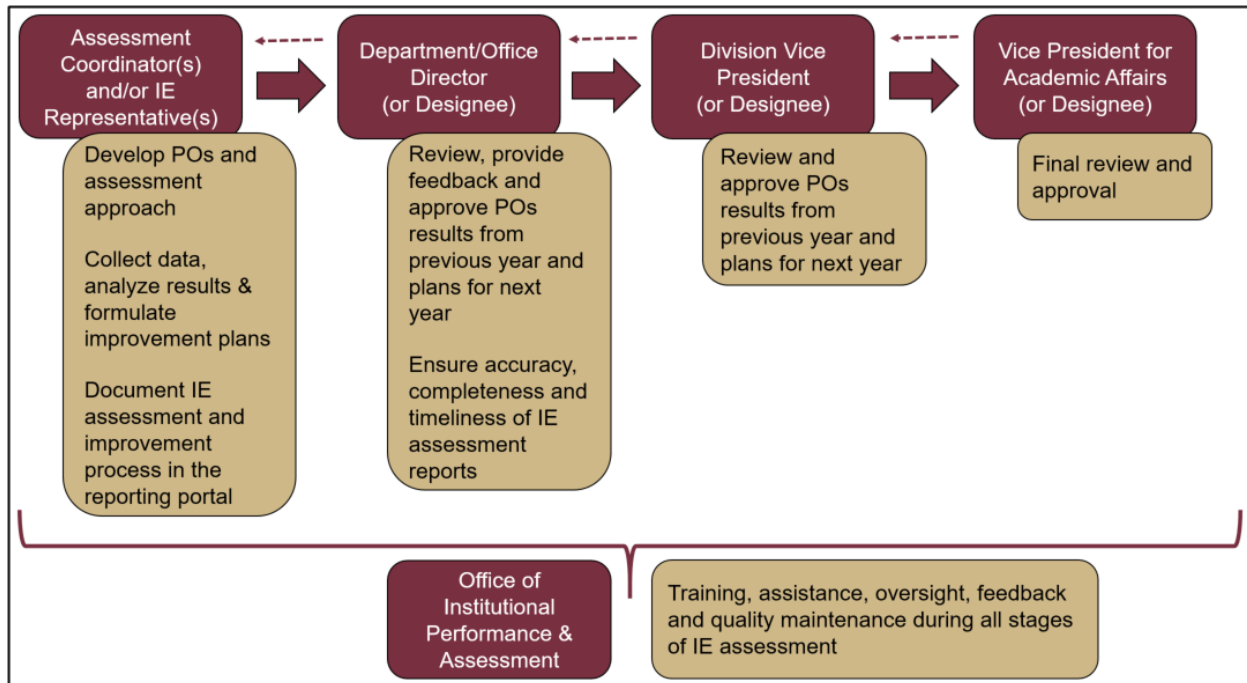 Assessment
Coordinator(s)
and/or IE
Representative(s)
Develop POs and
assessment
approach
Collect data,
analyze results &
formulate
improvement plans
Document IE
assessment and
improvement
process in the
reporting portal
Department/Office
Director
(or Designee)
Review, provide
feedback and
approve POs
results from
previous year and
plans for next
year
Ensure accuracy,
completeness and
timeliness of IE
assessment
reports
Division Vice
President
(or Designee)
Review and
approve POs
results from
previous year and
plans for next year
Vice President for
Academic Affairs
(or Designee)
Final review and
approval
Office of
Institutional
Performance &
Assessment
Training, assistance, oversight, feedback
and quality maintenance during all stages
of IE assessment